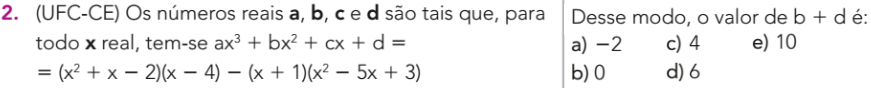 2. (UFC-CE) Os números reais a, b, c e d são tais que, para
todo x real, tem-se ax³ + bx² + cx + d =
= (x² + x − 2)(x − 4) − (x + 1)(x² − 5x + 3)
Desse modo, o valor de b + d é:
a) −2 c) 4 e) 10
b) 0 d) 6